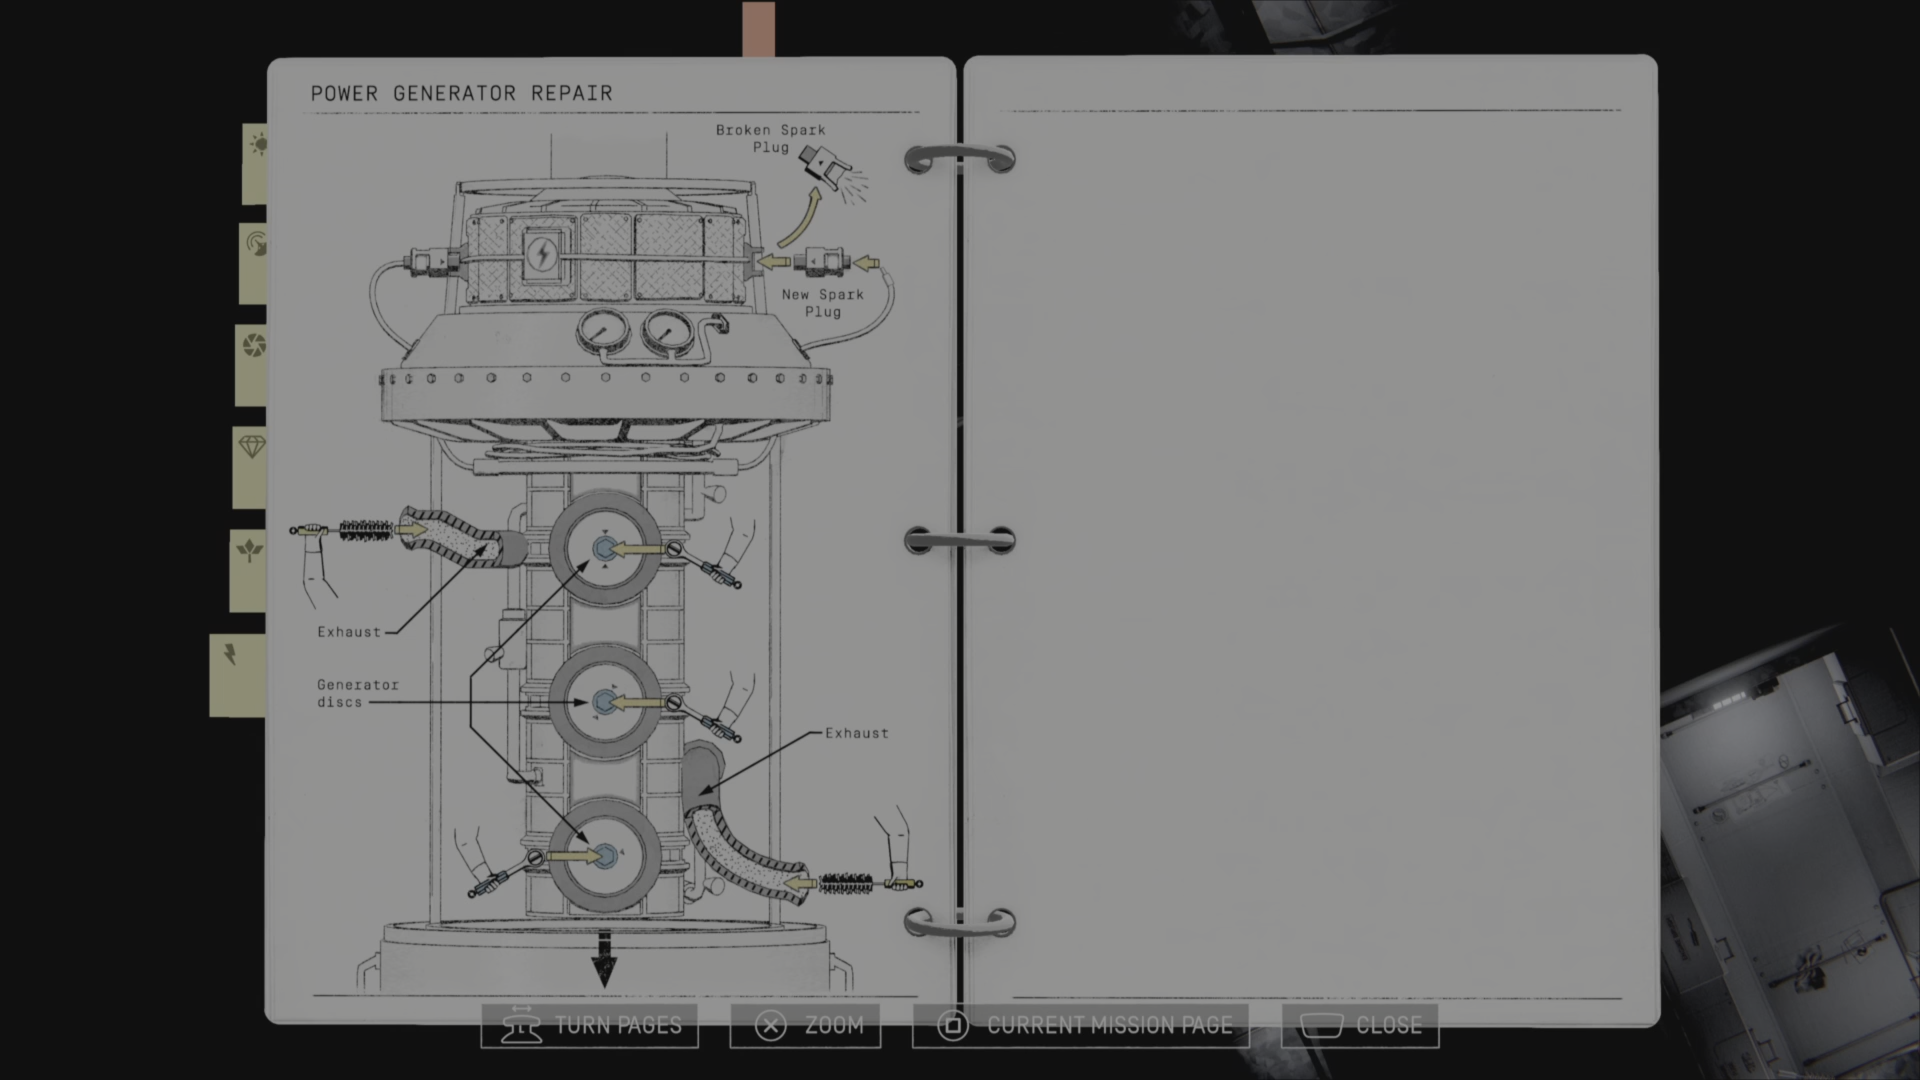 POWER GENERATOR REPAIR
Broken Spark
Plug
New Spark
Plug
Exhaust
Generator
discs
Exhaust
L
TURN PAGES
ZOOM
CURRENT MISSION PAGE
CLOSE